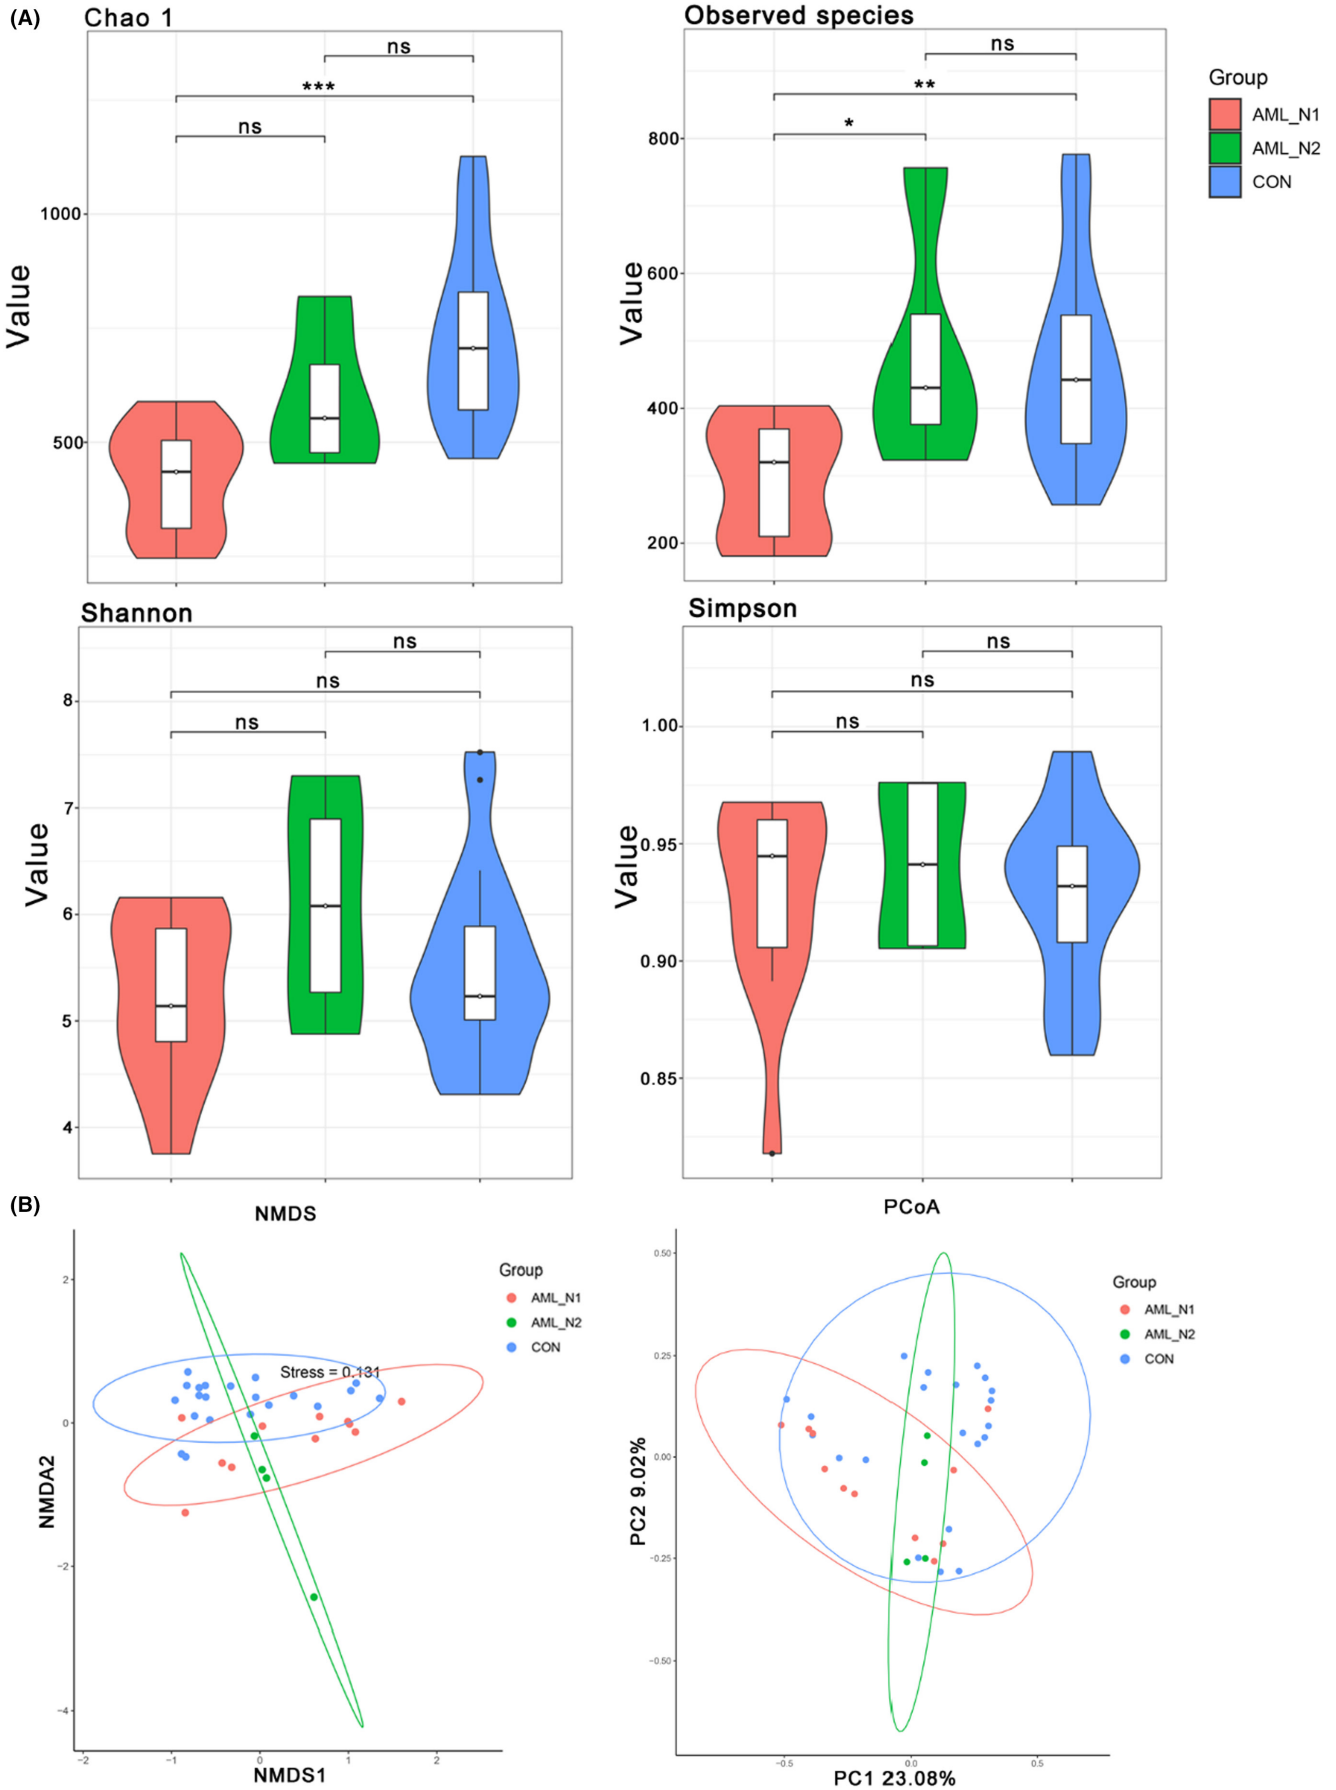 (A)
Chao 1
ns
***
ns
1000
500
Value
Observed species
ns
**
*
800
600
400
200
Value
Group
AML_N1
AML_N2
CON
Shannon
ns
ns
ns
8
7
6
5
4
Value
Simpson
ns
ns
ns
1.00
0.95
0.90
0.85
Value
(B)
NMDS
Stress = 0.131
2
0
−2
−4
NMDA2
−2 −1 0 1 2
NMDS1
Group
AML_N1
AML_N2
CON
PCoA
0.50
0.25
0.00
−0.25
−0.50
PC2 9.02%
−0.5 0.0 0.5
PC1 23.08%
Group
AML_N1
AML_N2
CON